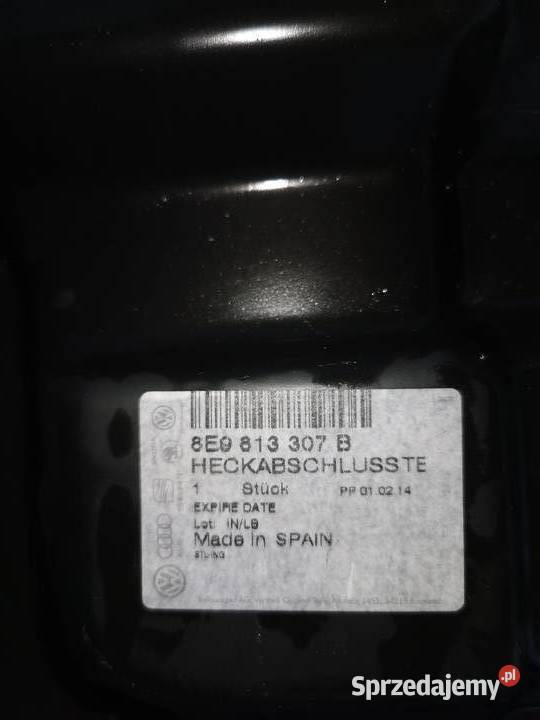 8E9 813 307 B
HECKABSCHLUSSTE
1 Stück PP 01.02.14
EXPIRE DATE
Lot: IN/LB
Made in SPAIN
Sprzedajemy.pl